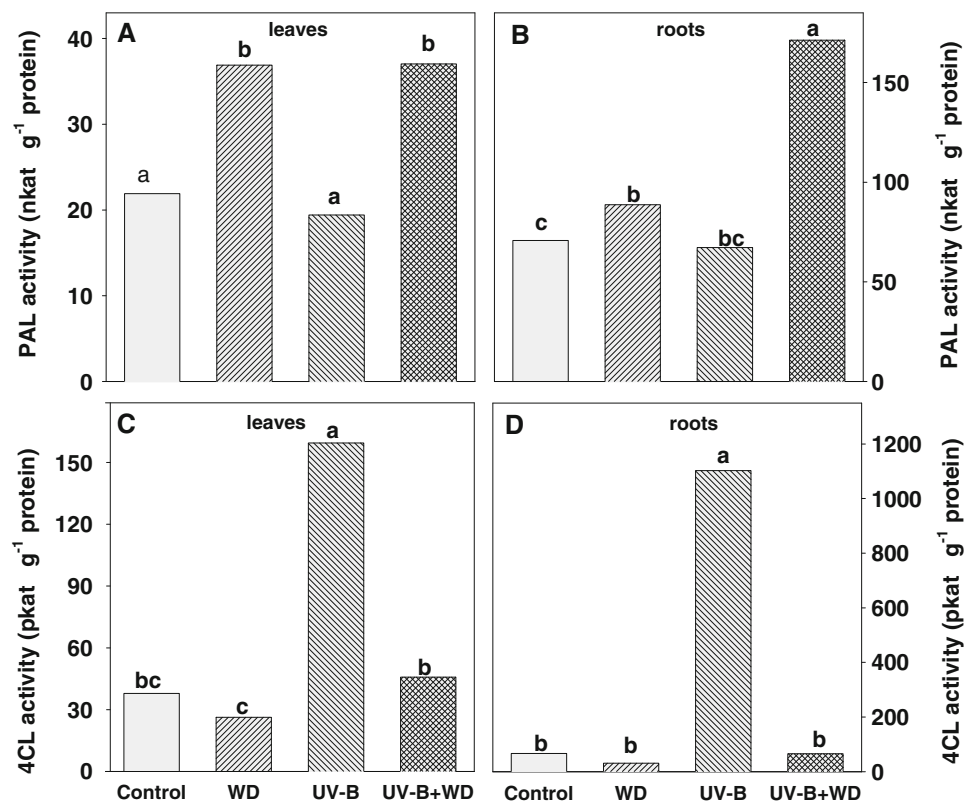 A
leaves
PAL activity (nkat g-1 protein)
40
30
20
10
0
a
b
a
b
B
roots
PAL activity (nkat g-1 protein)
150
100
50
0
c
b
bc
a
C
leaves
4CL activity (pkat g-1 protein)
150
120
90
60
30
0
bc
c
a
b
Control WD UV-B UV-B+WD
D
roots
4CL activity (pkat g-1 protein)
1200
1000
800
600
400
200
0
b
b
a
b
Control WD UV-B UV-B+WD